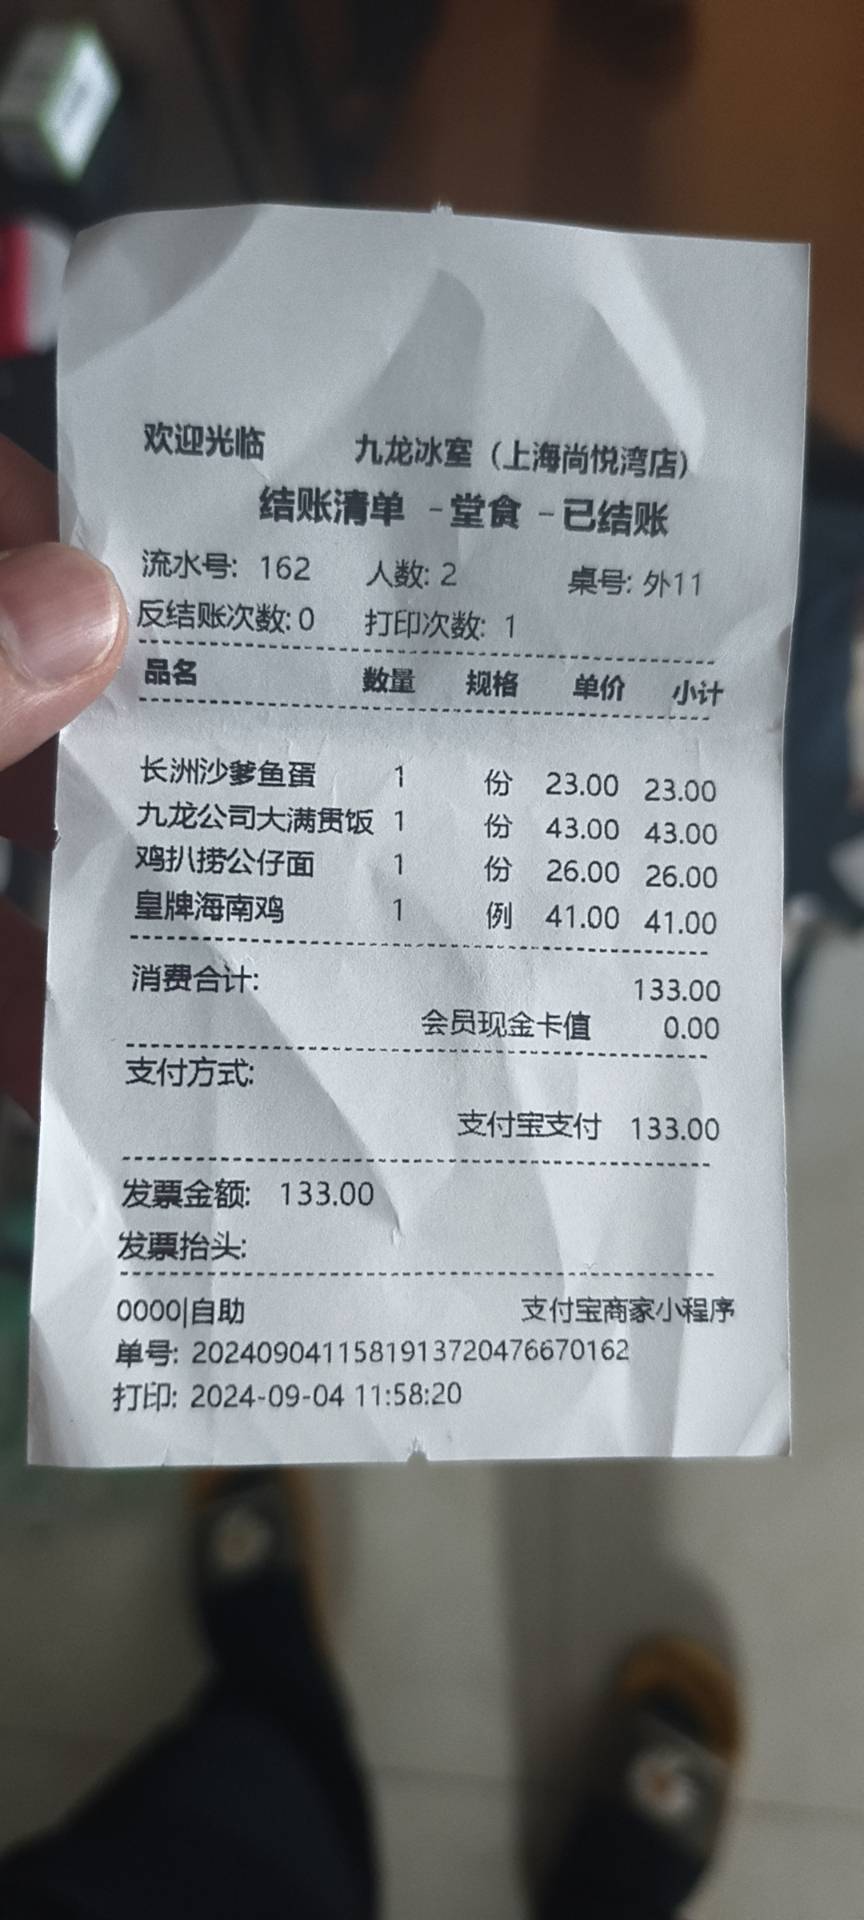 欢迎光临 九龙冰室（上海尚悦湾店）
结账清单 -堂食 -已结账
流水号: 162 人数: 2 桌号: 外11
反结账次数: 0 打印次数: 1
品名 数量 规格 单价 小计
长洲沙爹鱼蛋 1 份 23.00 23.00
九龙公司大满贯饭 1 份 43.00 43.00
鸡扒捞公仔面 1 份 26.00 26.00
皇牌海南鸡 1 例 41.00 41.00
消费合计: 133.00
会员现金卡值 0.00
支付方式:
支付宝支付 133.00
发票金额: 133.00
发票抬头:
0000|自助 支付宝商家小程序
单号: 20240904115819137204766​70162
打印: 2024-09-04 11:58:20